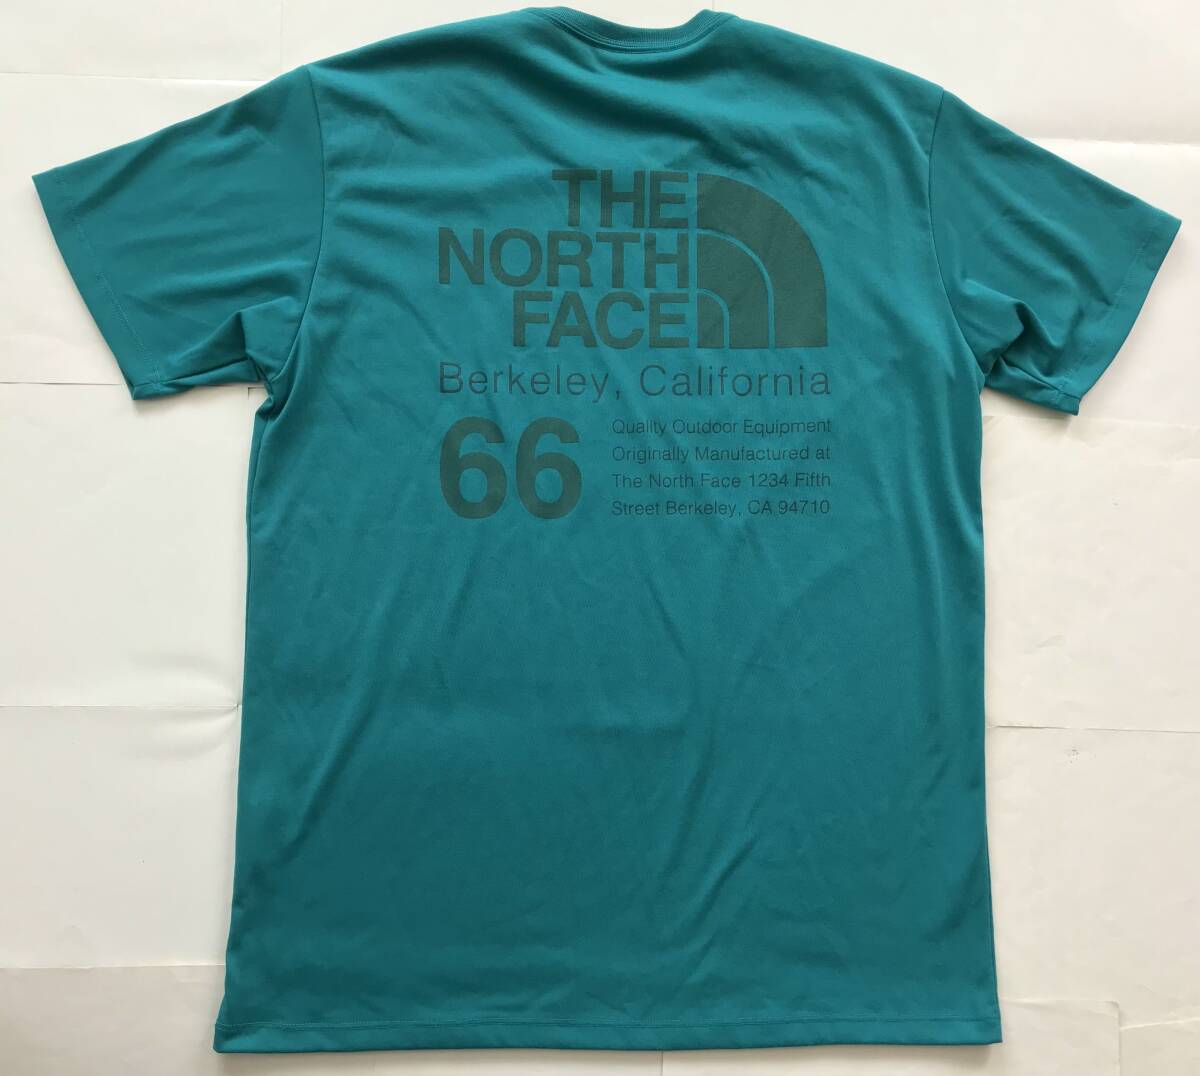 THE
NORTH
FACE
Berkeley, California
66
Quality Outdoor Equipment
Originally Manufactured at
The North Face 1234 Fifth
Street Berkeley, CA 94710